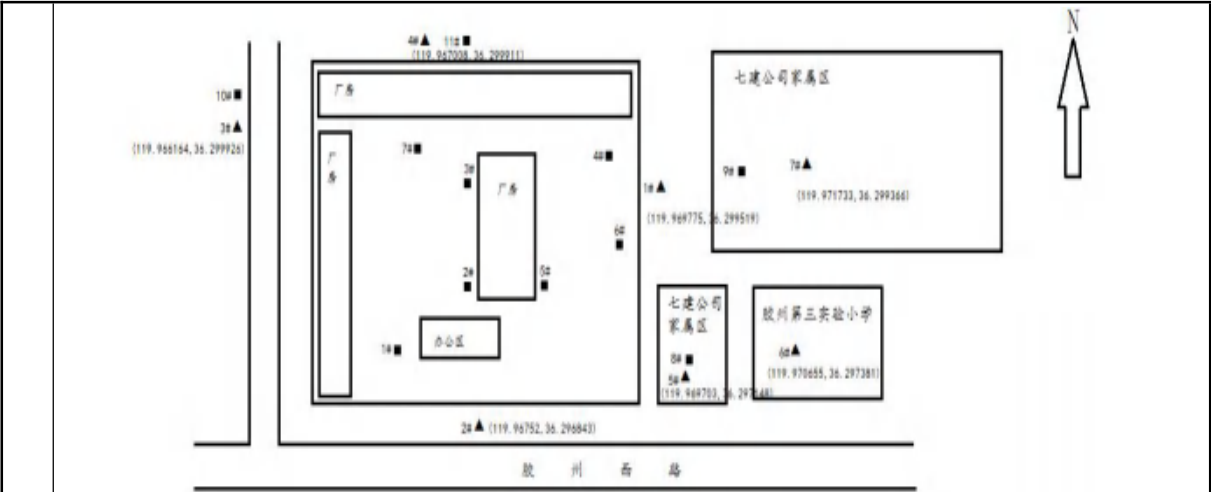 N
4#▲ 11#■
(119.967008,36.299911)
10#■
3#▲
(119.966164,36.299926)
厂房
厂房
7#■
3#
■
厂房
4#■
1#▲
(119.969775,36.299519)
6#
■
2#
■
5#
■
1#■
办公区
七建公司家属区
9#■
7#▲
(119.971733,36.299366)
七建公司
家属区
8#■
5#▲
(119.969703,36.297148)
胶州第三实验小学
6#▲
(119.970655,36.297381)
2#▲(119.96752,36.296843)
胶州西路